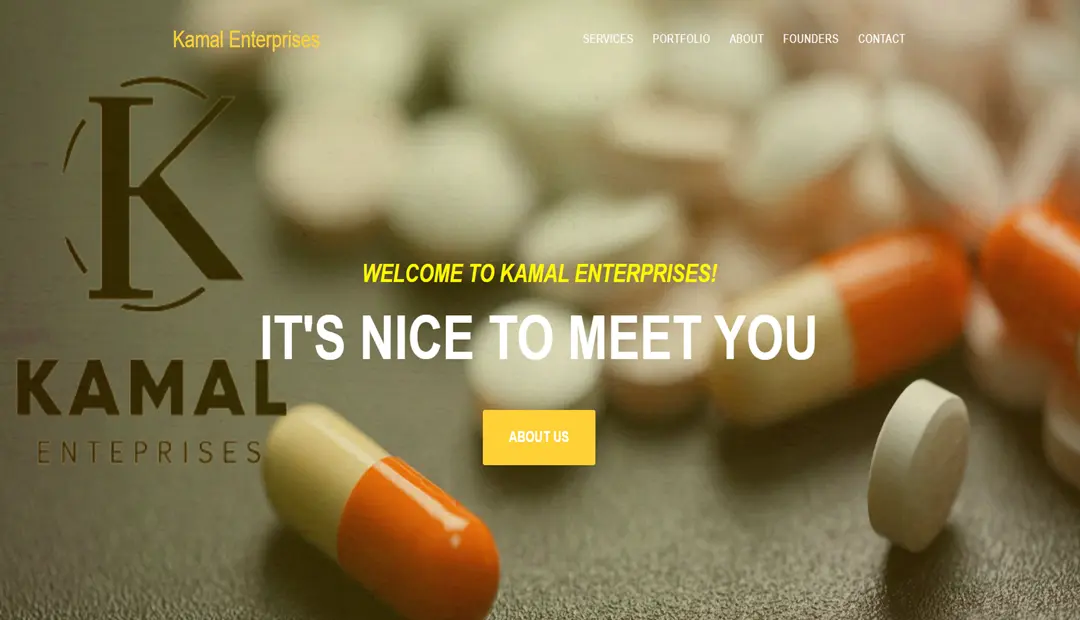 Kamal Enterprises
SERVICES PORTFOLIO ABOUT FOUNDERS CONTACT
K
KAMAL
ENTEPRISES
WELCOME TO KAMAL ENTERPRISES!
IT'S NICE TO MEET YOU
ABOUT US